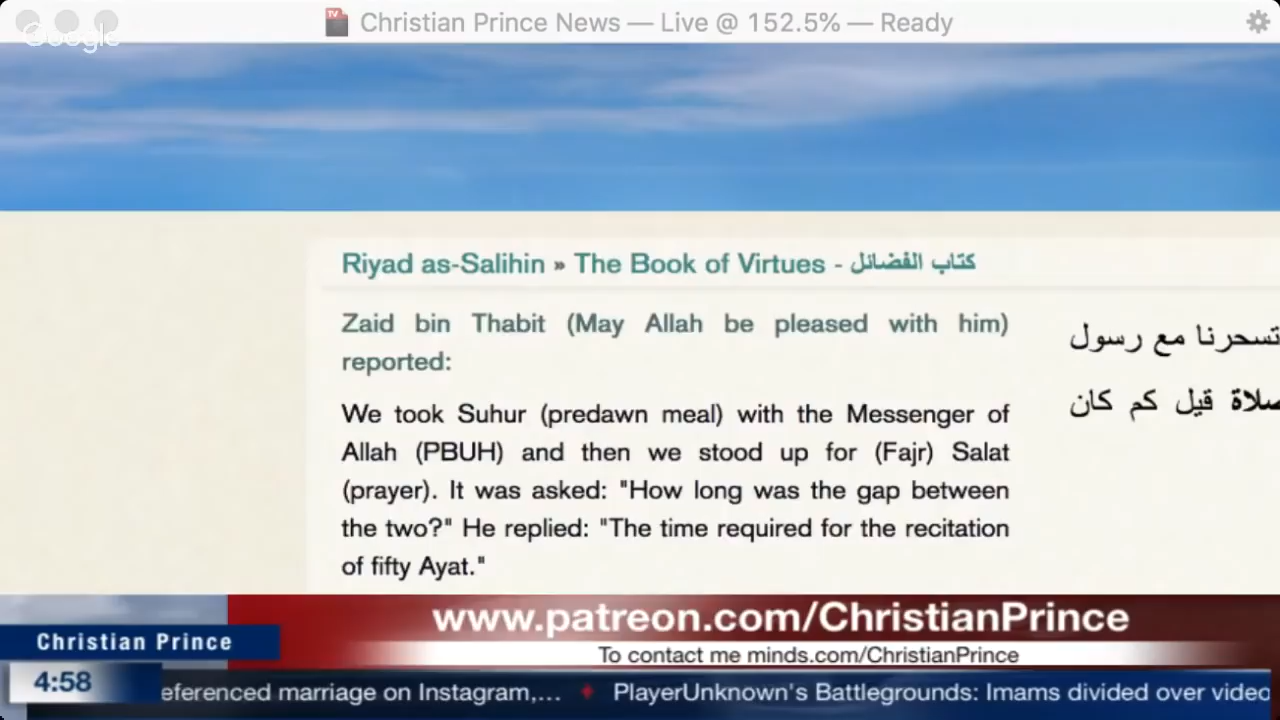 Christian Prince News — Live @ 152.5% — Ready
Google
Riyad as-Salihin » The Book of Virtues - كتاب الفضائل
Zaid bin Thabit (May Allah be pleased with him)
reported:
تسحرنا مع رسول
قيل كم كان
We took Suhur (predawn meal) with the Messenger of
Allah (PBUH) and then we stood up for (Fajr) Salat
(prayer). It was asked: "How long was the gap between
the two?" He replied: "The time required for the recitation
of fifty Ayat."
www.patreon.com/ChristianPrince
Christian Prince
To contact me minds.com/ChristianPrince
4:58
eferenced marriage on Instagram,... ♦ PlayerUnknown's Battlegrounds: Imams divided over video